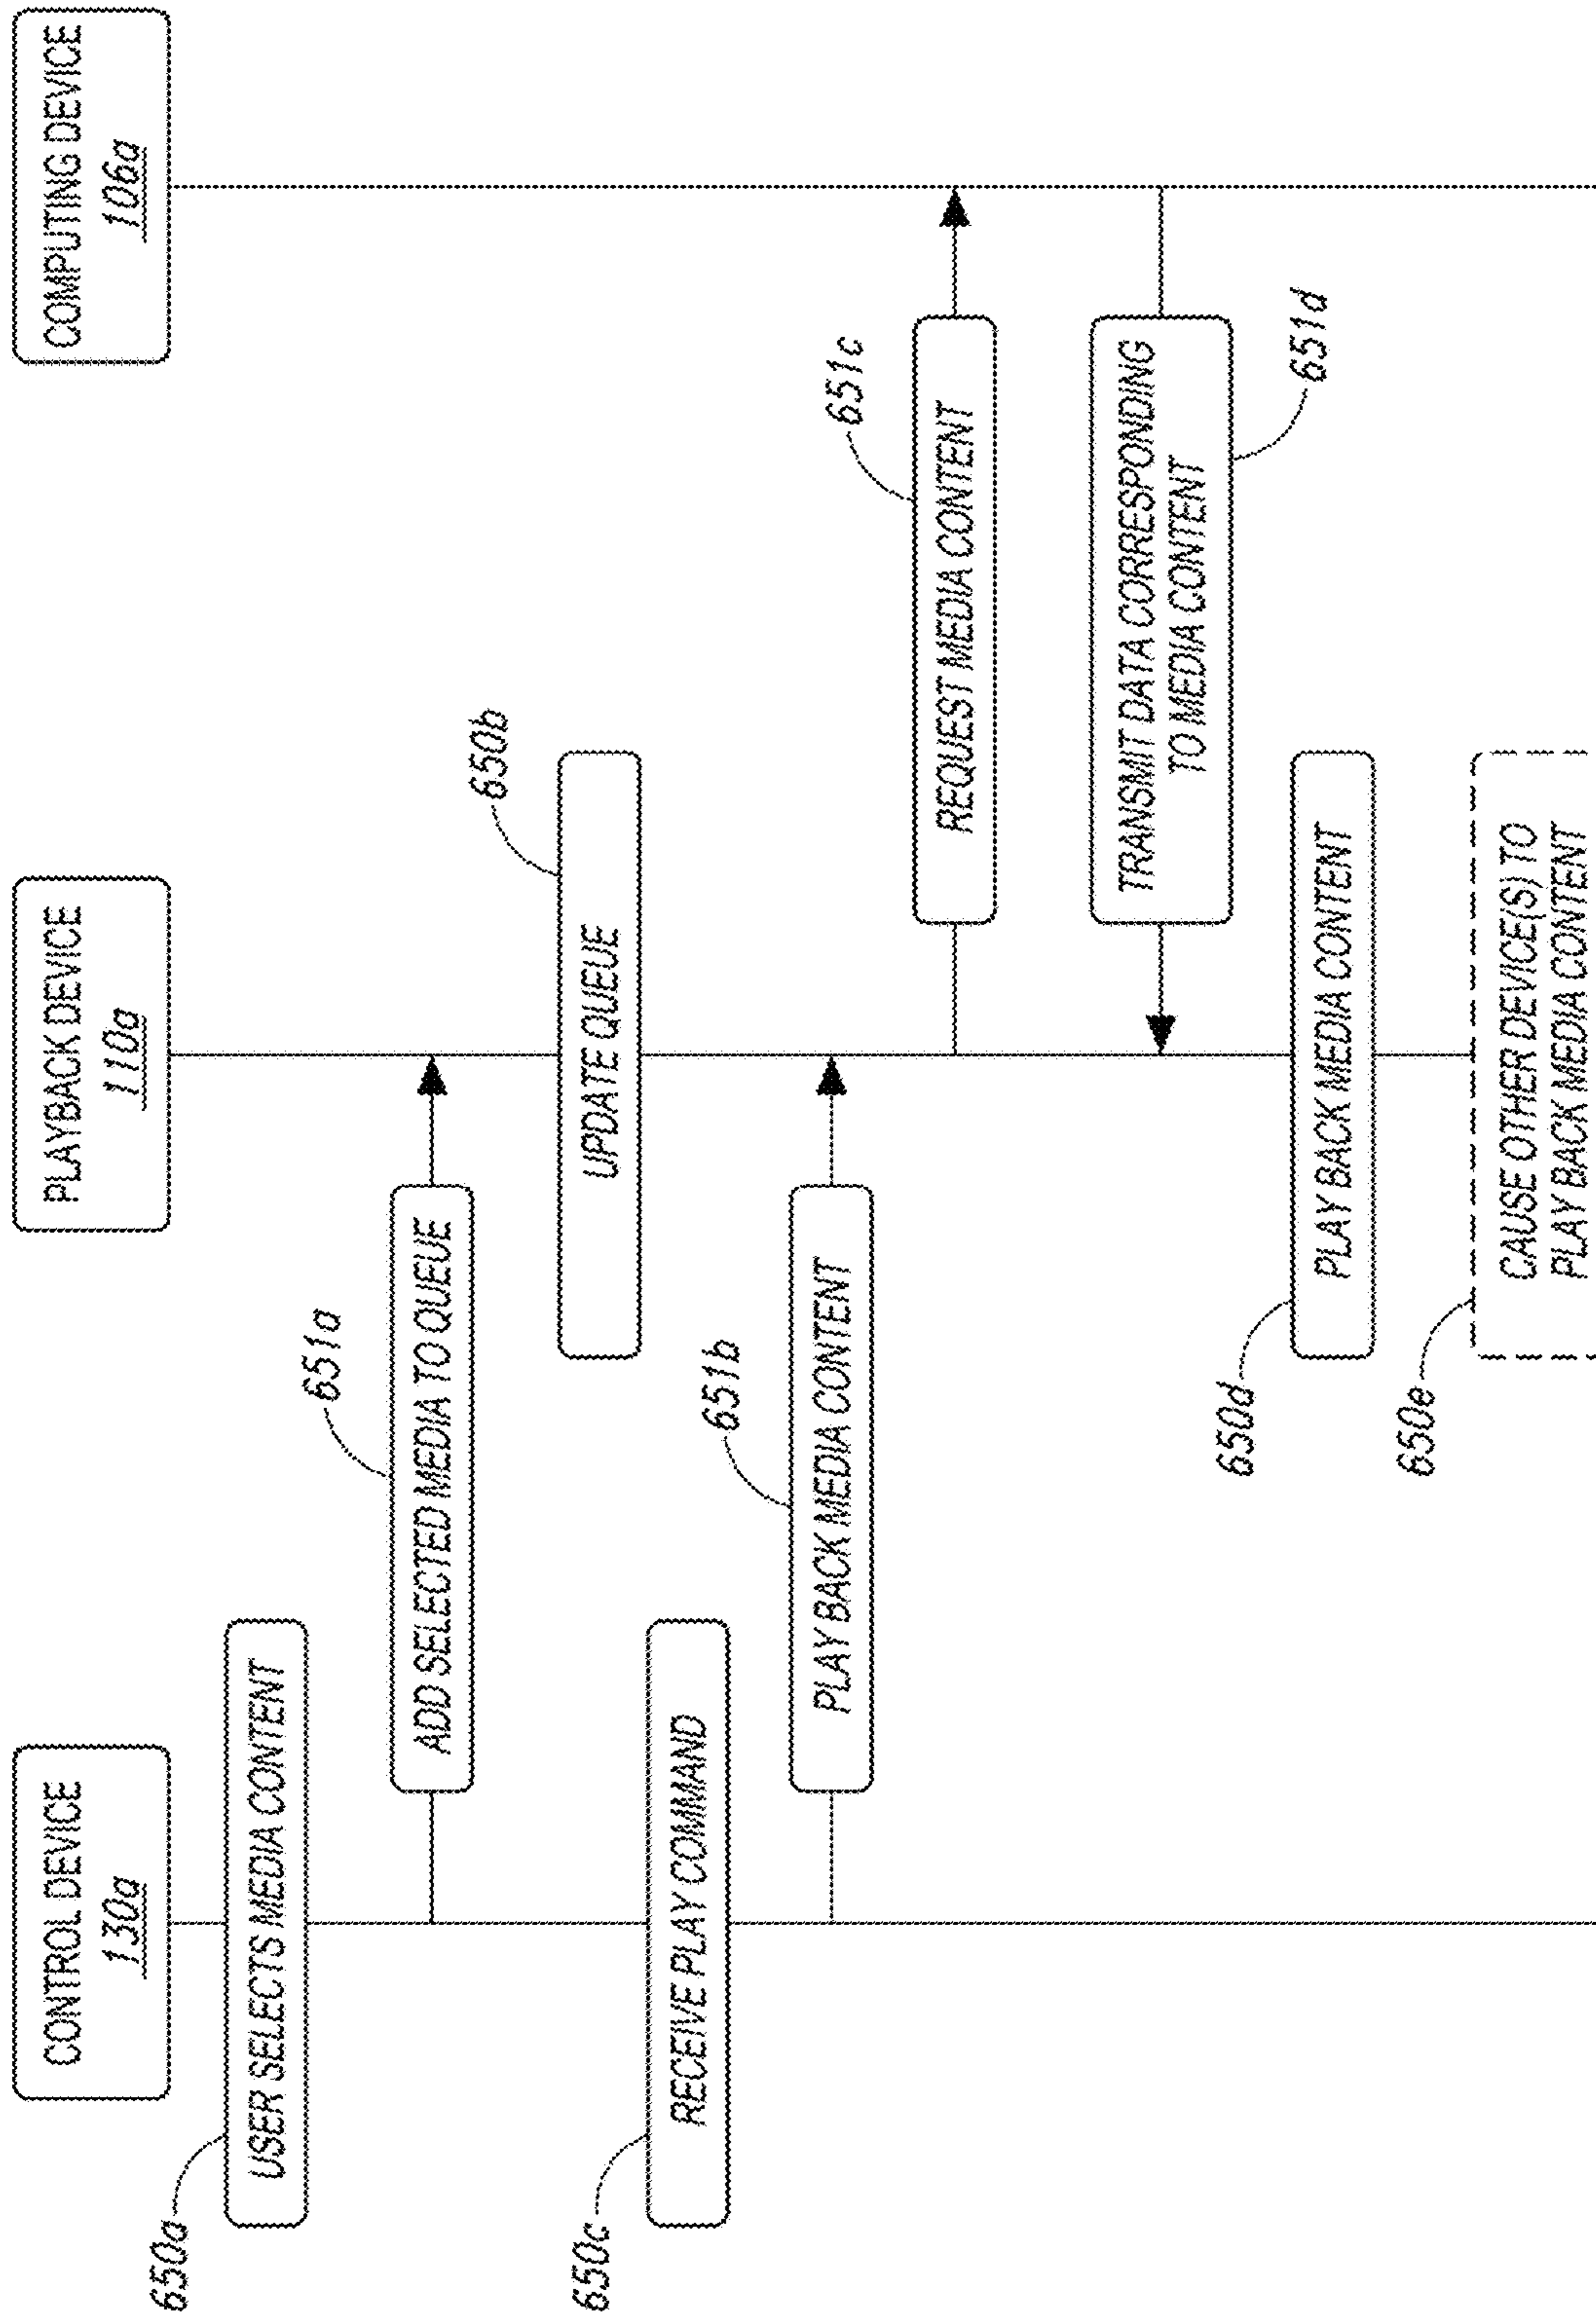 CONTROL DEVICE
130a
PLAYBACK DEVICE
110a
COMPUTING DEVICE
106a
650a
USER SELECTS MEDIA CONTENT
651a
ADD SELECTED MEDIA TO QUEUE
650b
UPDATE QUEUE
650c
RECEIVE PLAY COMMAND
651b
PLAY BACK MEDIA CONTENT
651c
REQUEST MEDIA CONTENT
TRANSMIT DATA CORRESPONDING
TO MEDIA CONTENT
651d
650d
PLAY BACK MEDIA CONTENT
650e
CAUSE OTHER DEVICE(S) TO
PLAY BACK MEDIA CONTENT